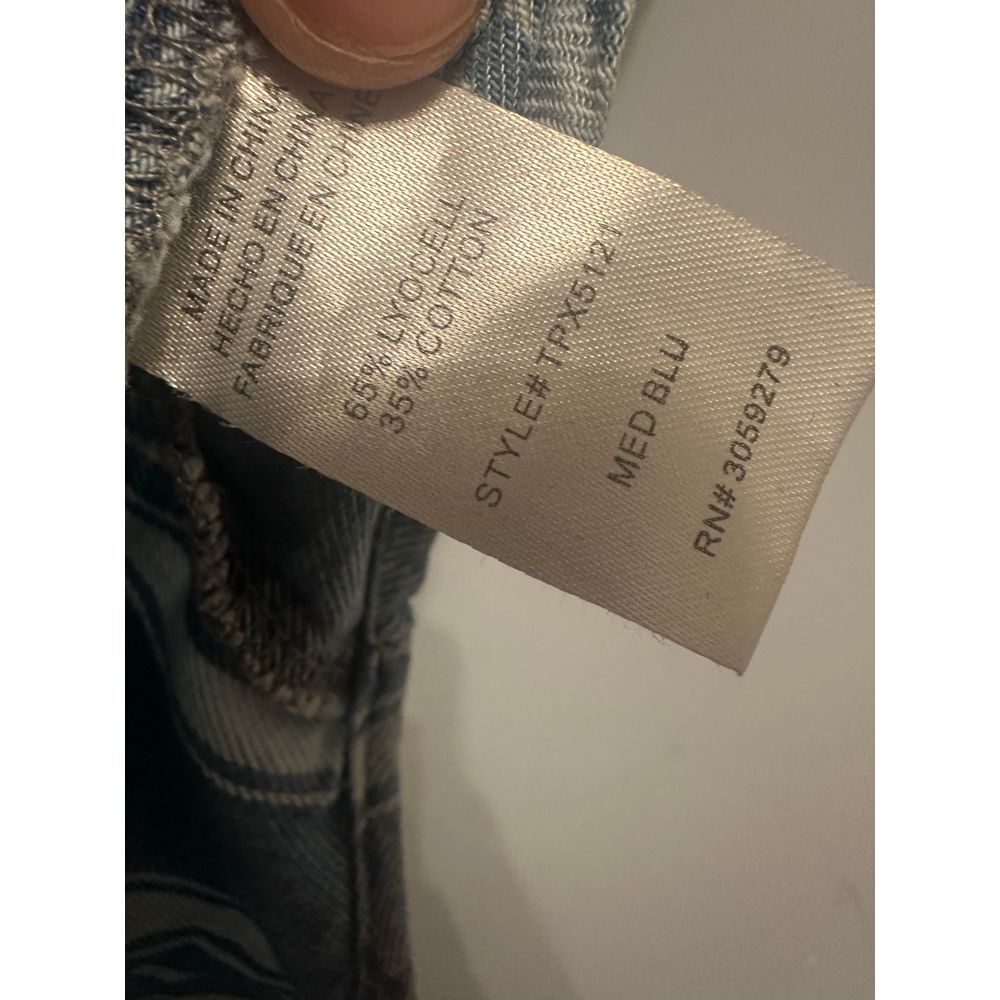 MADE IN CHINA
HECHO EN CHINA
FABRIQUE EN CHINE
65% LYOCELL
35% COTTON
STYLE# TPX5121
MED BLU
RN# 3059279